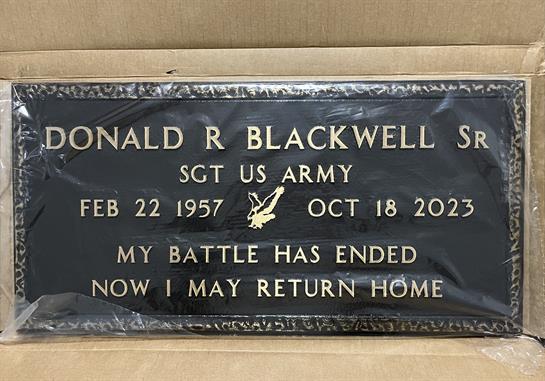 DONALD R BLACKWELL SR
SGT US ARMY
FEB 22 1957 OCT 18 2023
MY BATTLE HAS ENDED
NOW I MAY RETURN HOME